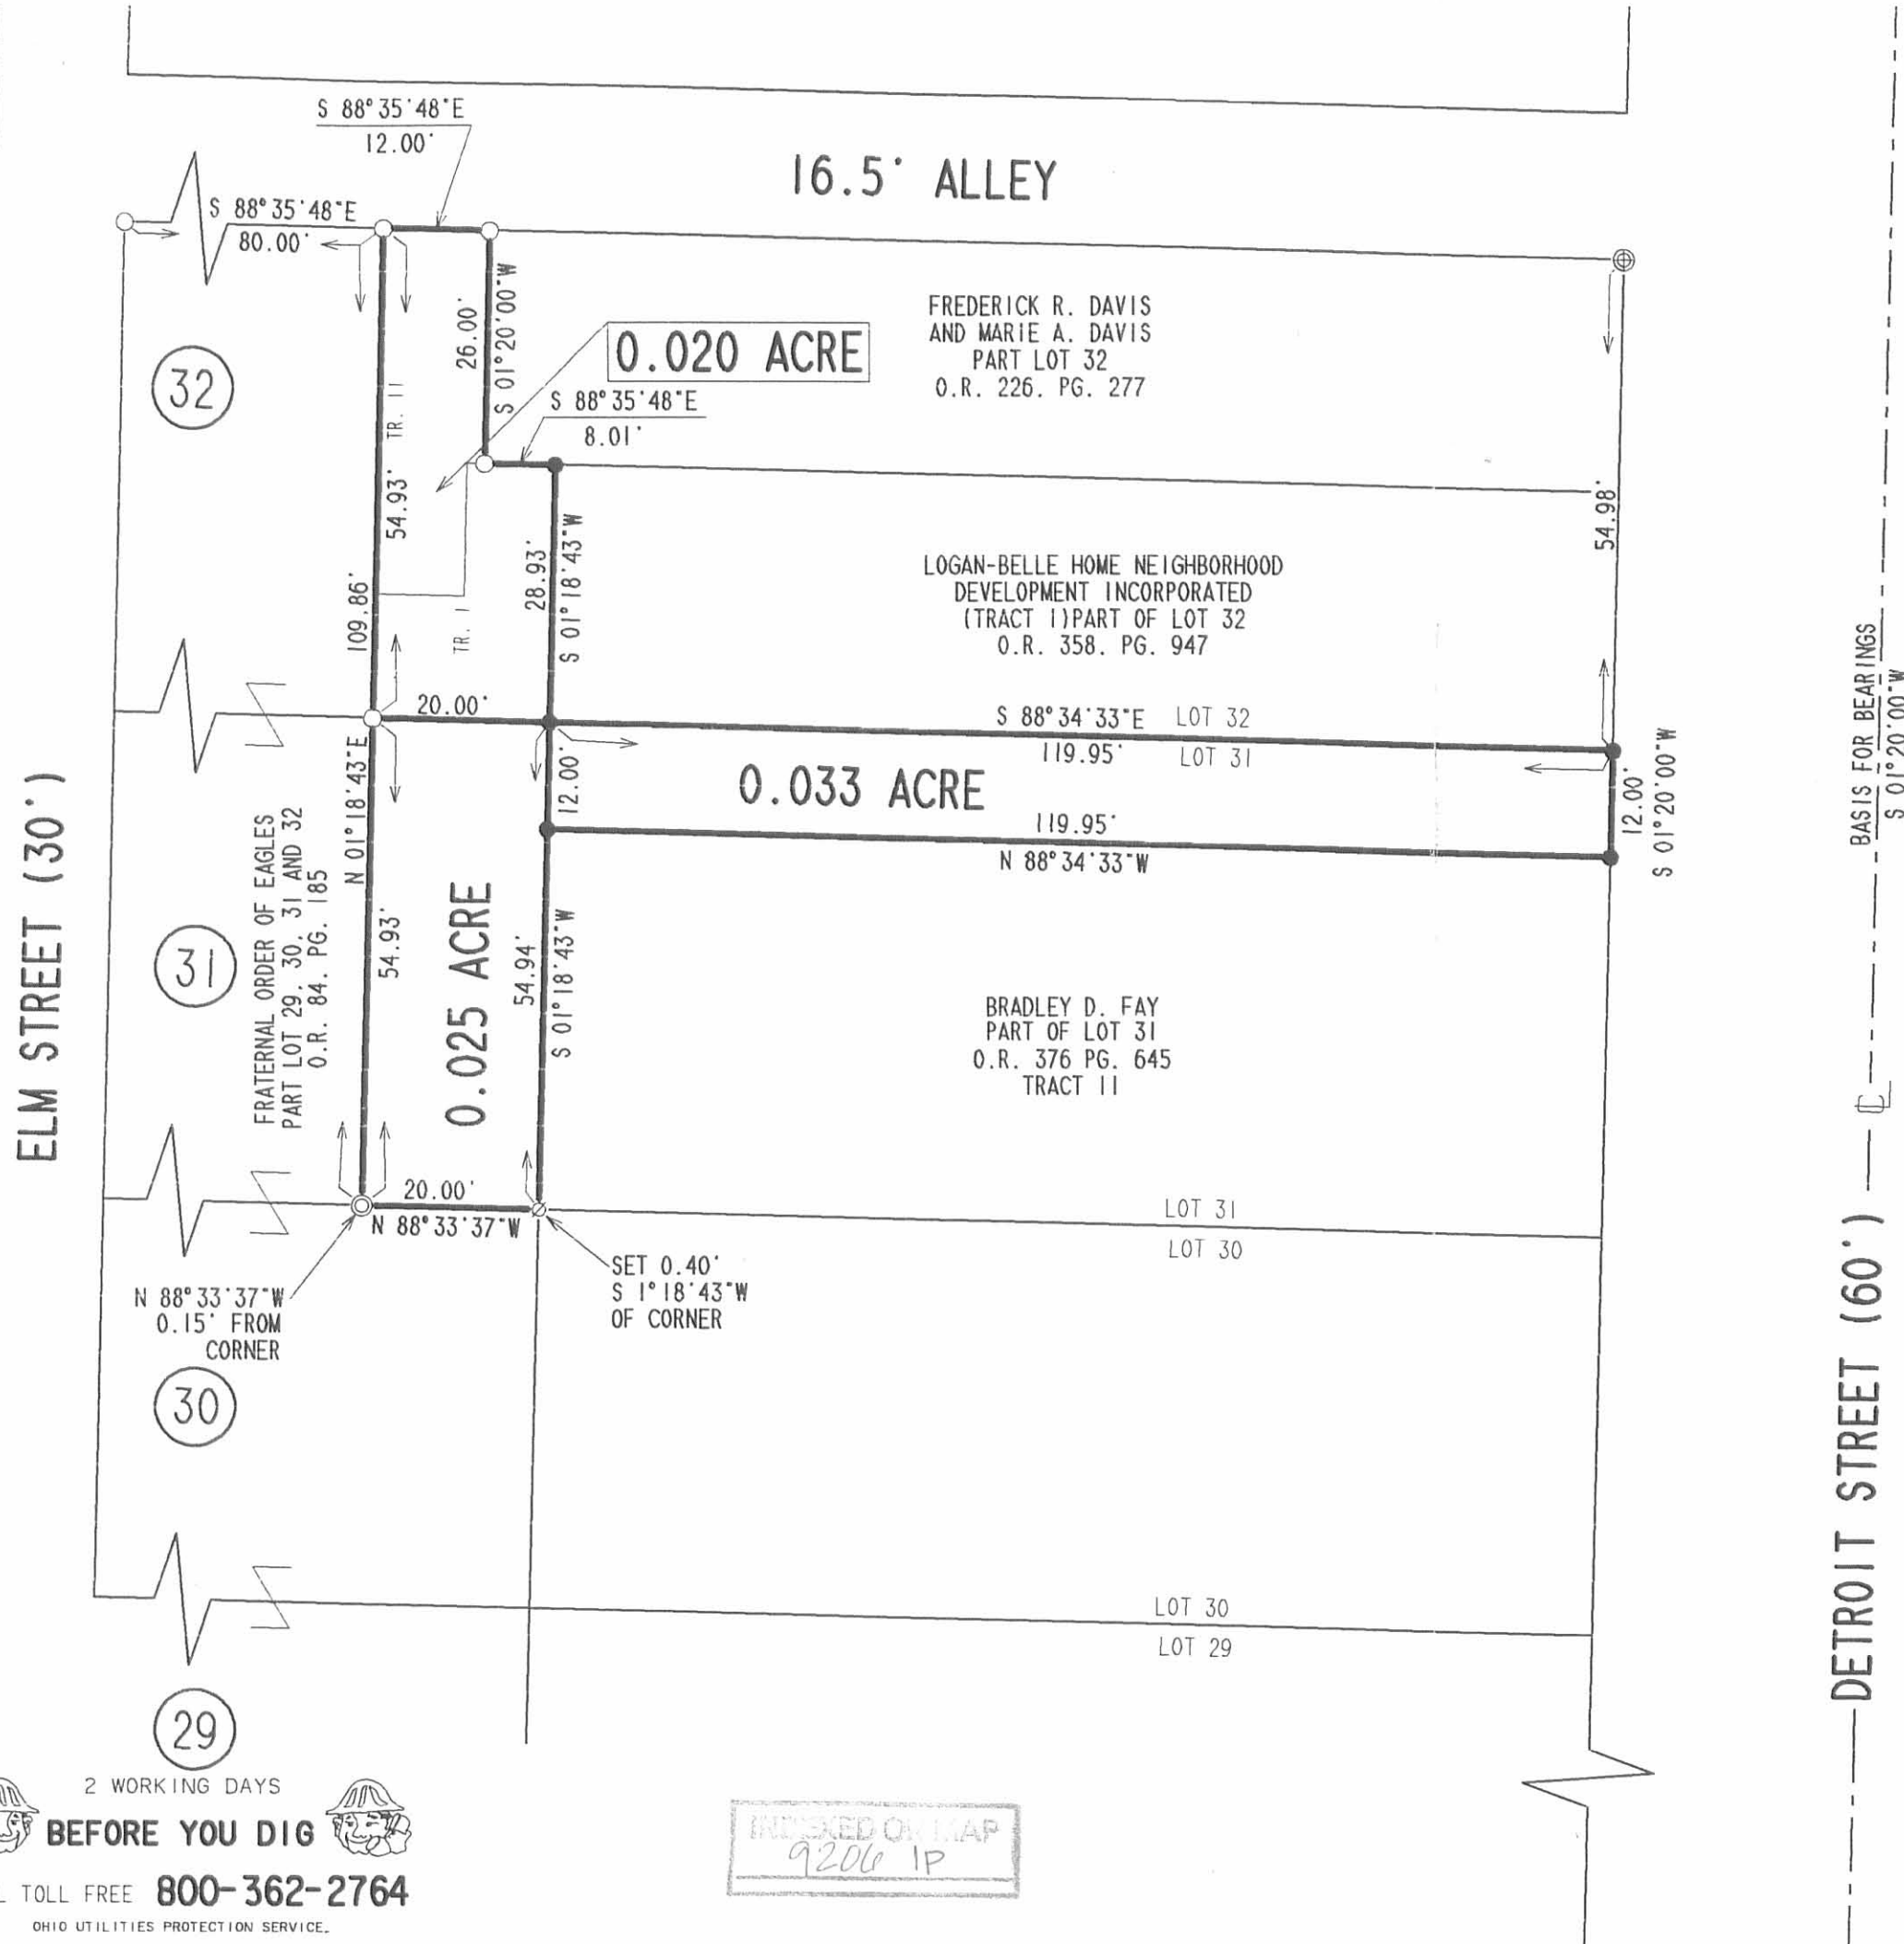 S 88°35'48"E
12.00'
16.5' ALLEY
S 88°35'48"E
80.00'
26.00'
S 01°20'00"W
FREDERICK R. DAVIS
AND MARIE A. DAVIS
PART LOT 32
O.R. 226. PG. 277
0.020 ACRE
S 88°35'48"E
8.01'
32
TR. II
54.93'
109.86'
TR. I
28.93'
S 01°18'43"W
54.98'
LOGAN-BELLE HOME NEIGHBORHOOD
DEVELOPMENT INCORPORATED
(TRACT I)PART OF LOT 32
O.R. 358. PG. 947
20.00'
S 88°34'33"E LOT 32
119.95' LOT 31
12.00'
0.033 ACRE
119.95'
N 88°34'33"W
12.00'
S 01°20'00"W
BASIS FOR BEARINGS
S 01°20'00"W
ELM STREET (30')
N 01°18'43"E
FRATERNAL ORDER OF EAGLES
PART LOT 29, 30, 31 AND 32
O.R. 84. PG. 185
31
54.93'
0.025 ACRE
54.94'
S 01°18'43"W
BRADLEY D. FAY
PART OF LOT 31
O.R. 376 PG. 645
TRACT II
20.00'
N 88°33'37"W
LOT 31
LOT 30
SET 0.40'
S 1°18'43"W
OF CORNER
N 88°33'37"W
0.15' FROM
CORNER
30
CL
DETROIT STREET (60')
LOT 30
LOT 29
29
2 WORKING DAYS
BEFORE YOU DIG
L TOLL FREE 800-362-2764
OHIO UTILITIES PROTECTION SERVICE.
INDEXED ON MAP
9206 1P